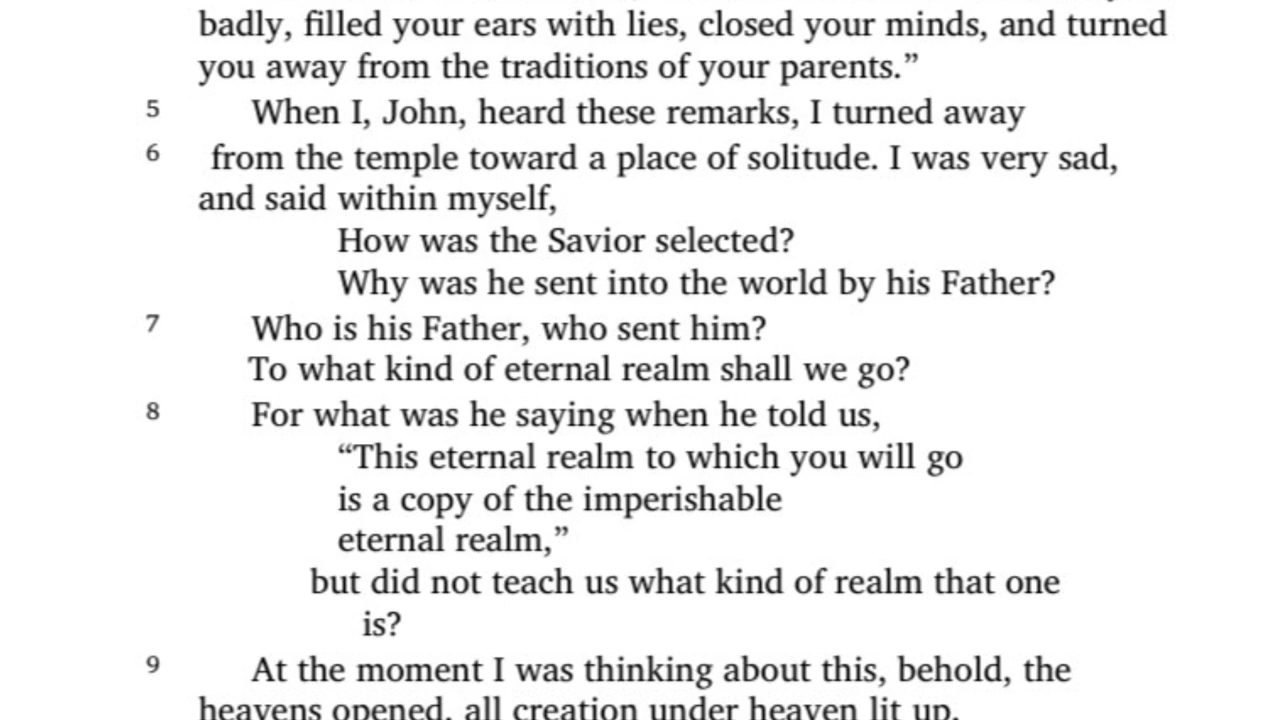 badly, filled your ears with lies, closed your minds, and turned
you away from the traditions of your parents.”
5 When I, John, heard these remarks, I turned away
6 from the temple toward a place of solitude. I was very sad,
and said within myself,
How was the Savior selected?
Why was he sent into the world by his Father?
7 Who is his Father, who sent him?
To what kind of eternal realm shall we go?
8 For what was he saying when he told us,
“This eternal realm to which you will go
is a copy of the imperishable
eternal realm,”
but did not teach us what kind of realm that one
is?
9 At the moment I was thinking about this, behold, the
heavens opened, all creation under heaven lit up,